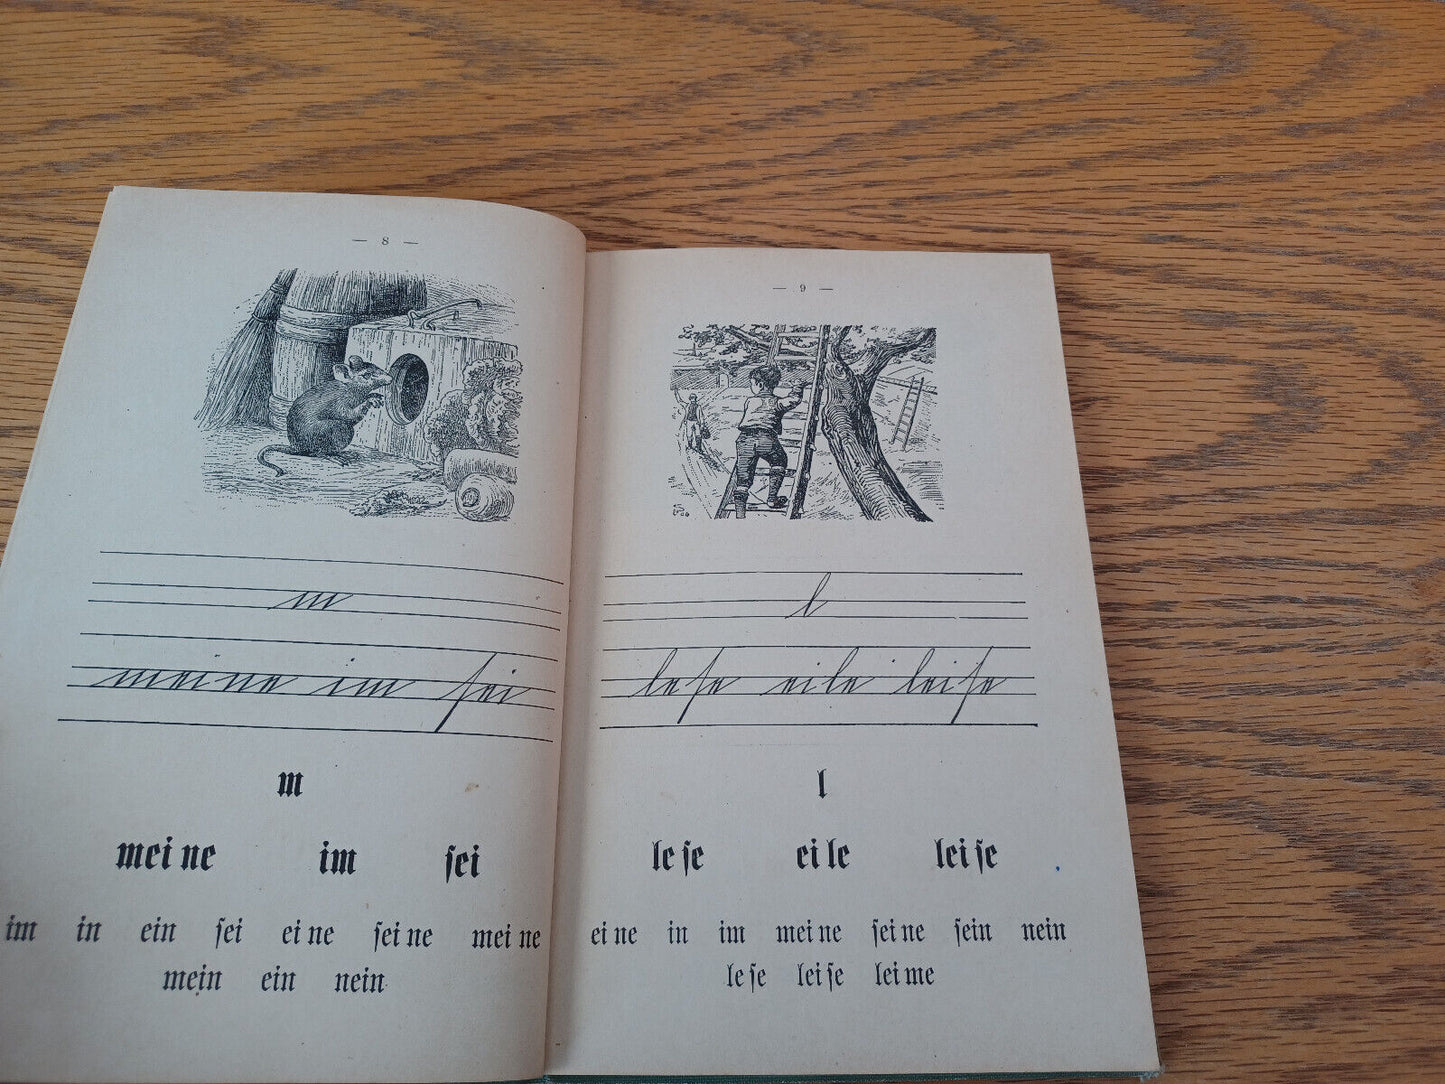 — 8 —
m
meine im ſei
m
mei ne im ſei
im in ein ſei ei ne ſei ne mei ne
mein ein nein
— 9 —
l
leſe eile leiſe
l
le ſe ei le lei ſe
ei ne in im mei ne ſei ne ſein nein
le ſe lei ſe lei me